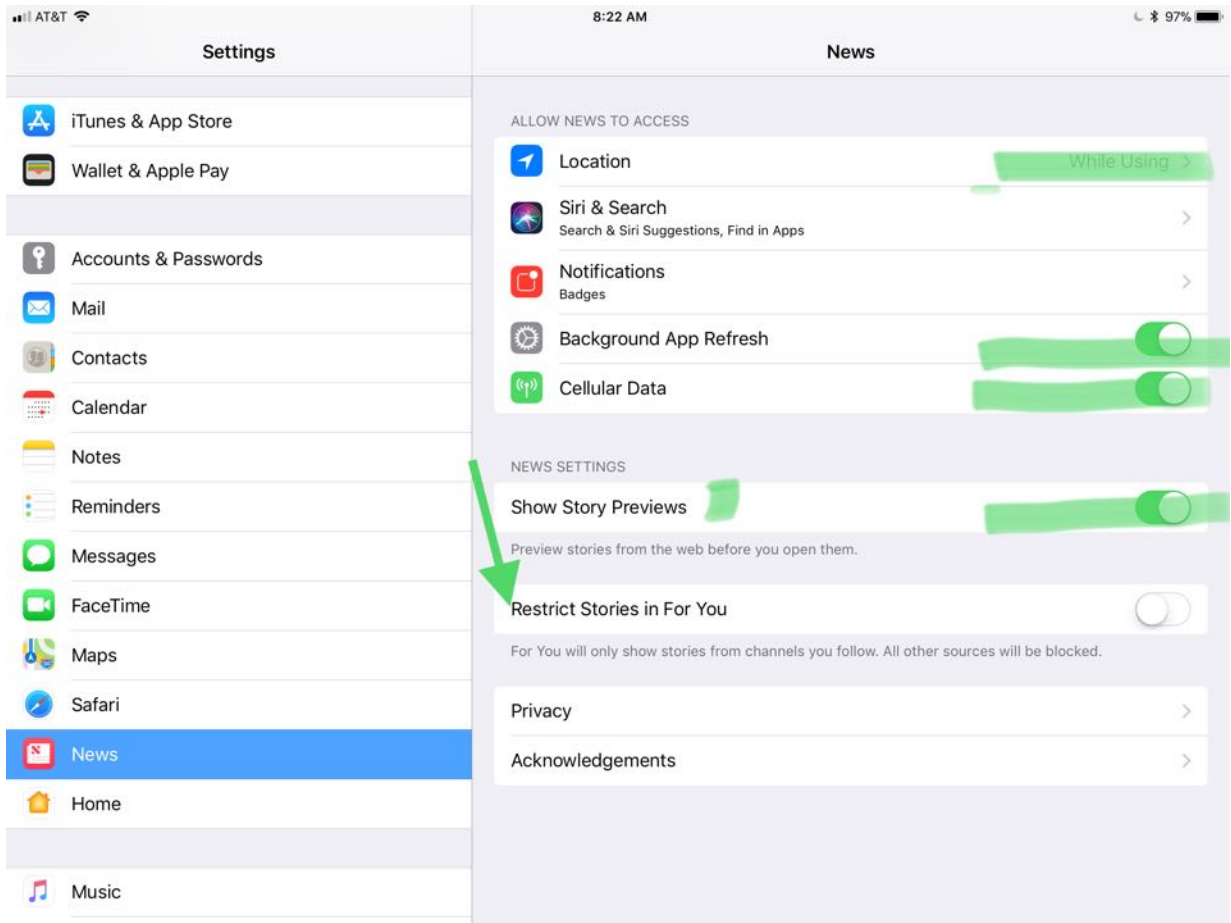 AT&T 8:22 AM 97%
Settings
News
iTunes & App Store
Wallet & Apple Pay
Accounts & Passwords
Mail
Contacts
Calendar
Notes
Reminders
Messages
FaceTime
Maps
Safari
News
Home
Music
ALLOW NEWS TO ACCESS
Location While Using
Siri & Search
Search & Siri Suggestions, Find in Apps
Notifications
Badges
Background App Refresh
Cellular Data
NEWS SETTINGS
Show Story Previews
Preview stories from the web before you open them.
Restrict Stories in For You
For You will only show stories from channels you follow. All other sources will be blocked.
Privacy
Acknowledgements